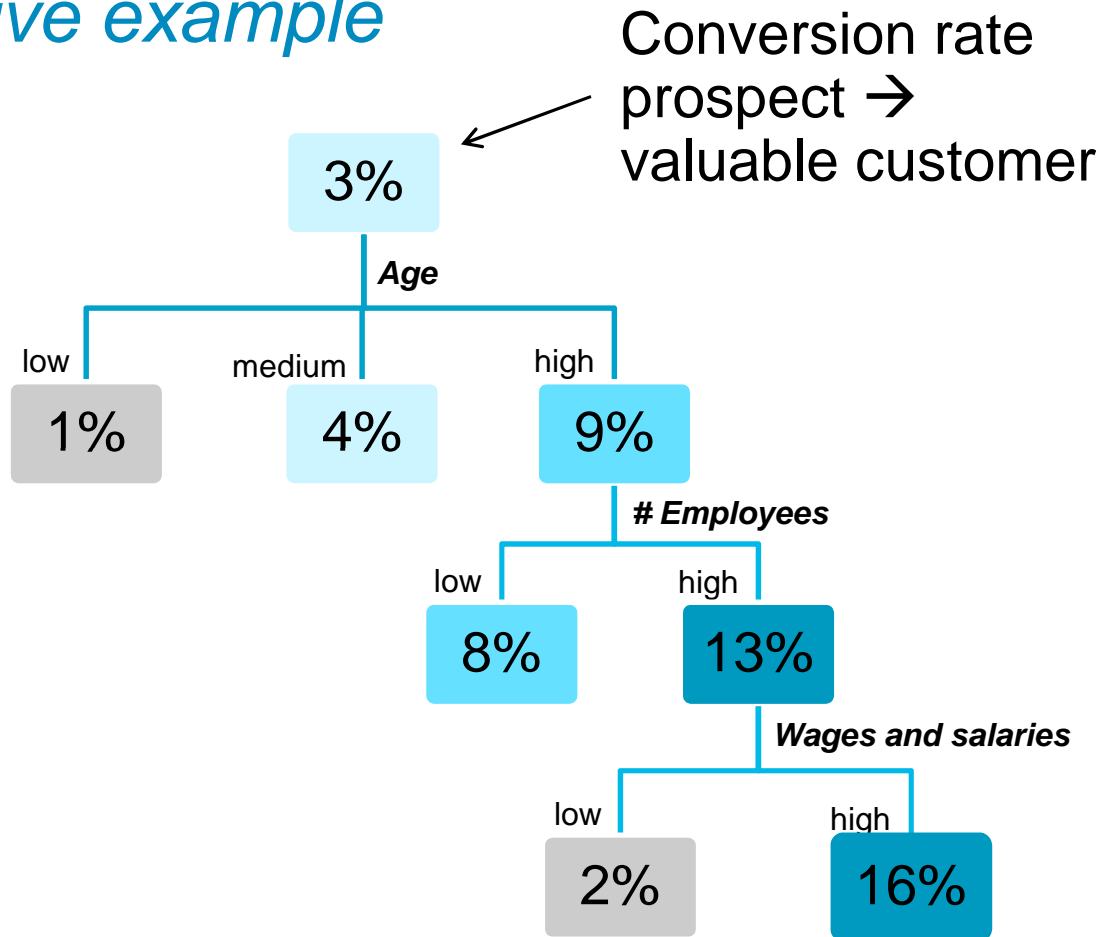 ive example
Conversion rate
prospect →
valuable customer
3%
Age
low
medium
high
1%
4%
9%
# Employees
low
high
8%
13%
Wages and salaries
low
high
2%
16%